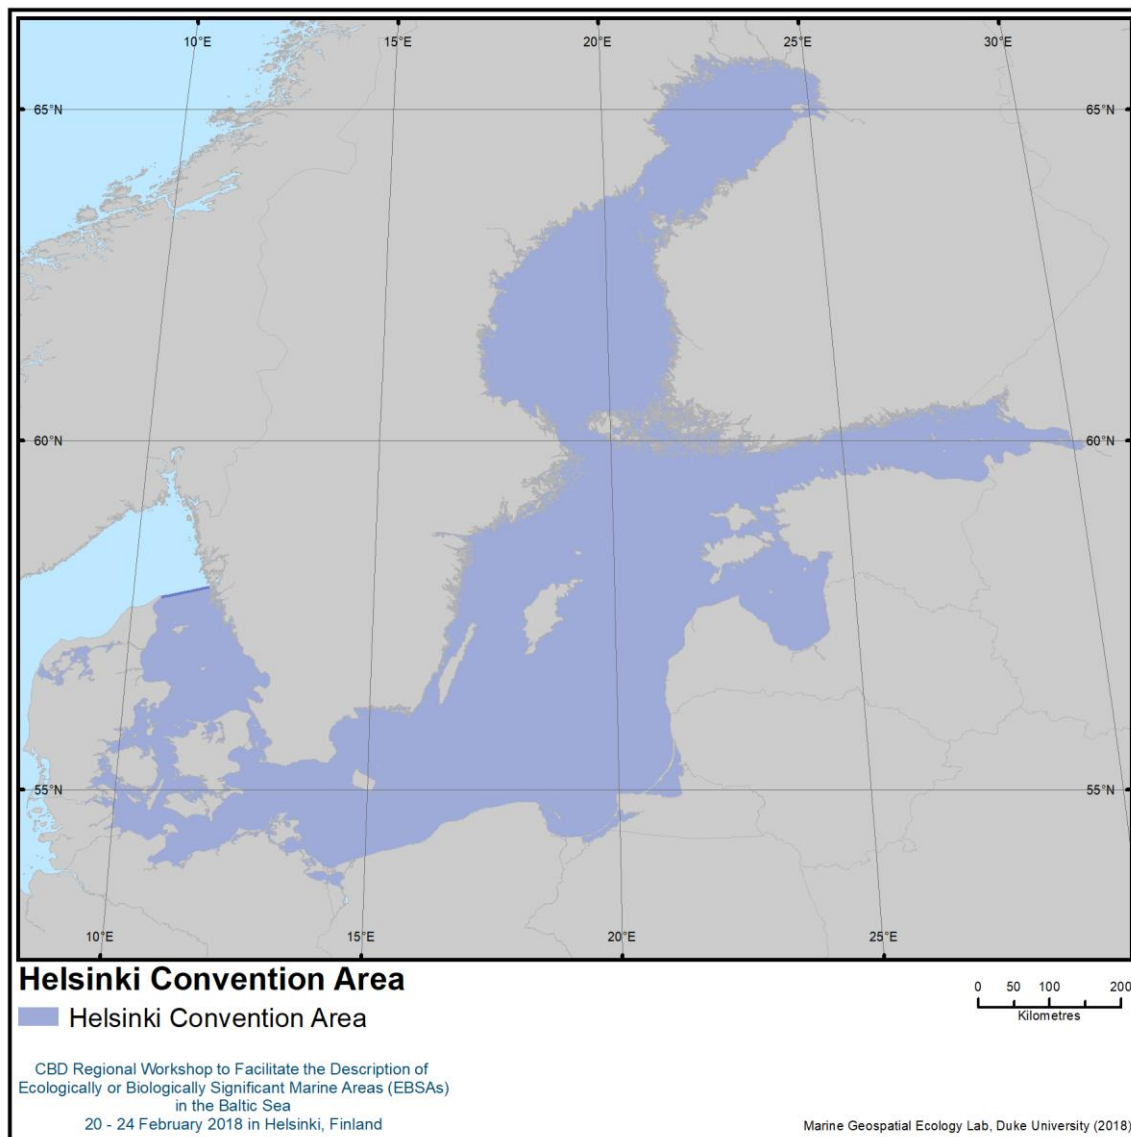 10°E 15°E 20°E 25°E 30°E
65°N 65°N
60°N 60°N
55°N 55°N
10°E 15°E 20°E 25°E
Helsinki Convention Area
Helsinki Convention Area
0 50 100 200
Kilometres
CBD Regional Workshop to Facilitate the Description of
Ecologically or Biologically Significant Marine Areas (EBSAs)
in the Baltic Sea
20 - 24 February 2018 in Helsinki, Finland
Marine Geospatial Ecology Lab, Duke University (2018)